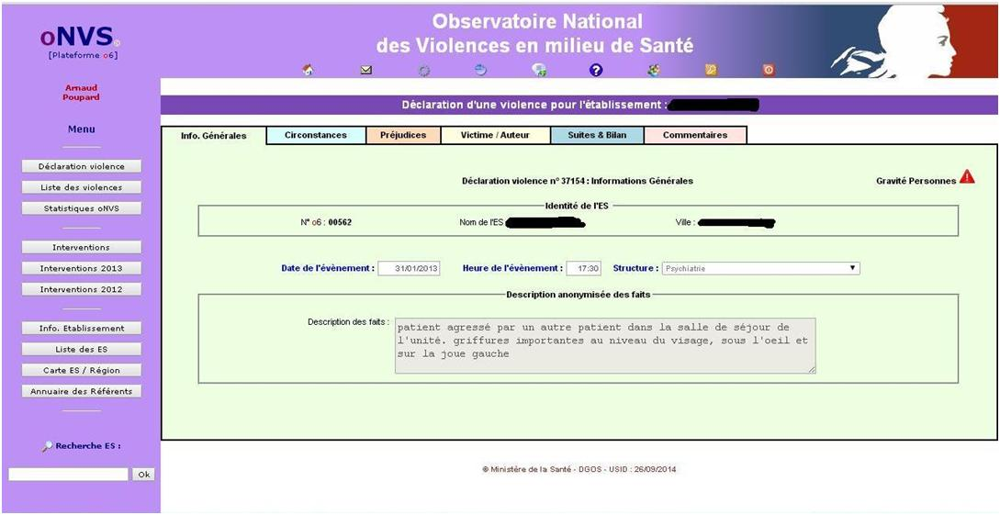 oNVS®
[Plateforme o6]
Observatoire National
des Violences en milieu de Santé
Arnaud
Poupard
Menu
Déclaration violence
Liste des violences
Statistiques oNVS
Interventions
Interventions 2013
Interventions 2012
Info. Etablissement
Liste des ES
Carte ES / Région
Annuaire des Référents
Recherche ES :
Ok
Déclaration d'une violence pour l'établissement :
Info. Générales Circonstances Préjudices Victime / Auteur Suites & Bilan Commentaires
Déclaration violence n° 37154 : Informations Générales Gravité Personnes
Identité de l'ES
N° o6 : 00562 Nom de l'ES Ville :
Date de l'évènement : 31/01/2013 Heure de l'évènement : 17:30 Structure : Psychiatrie
Description anonymisée des faits
Description des faits : patient agressé par un autre patient dans la salle de séjour de
l'unité. griffures importantes au niveau du visage, sous l'oeil et
sur la joue gauche
® Ministère de la Santé - DGOS - USID : 26/09/2014